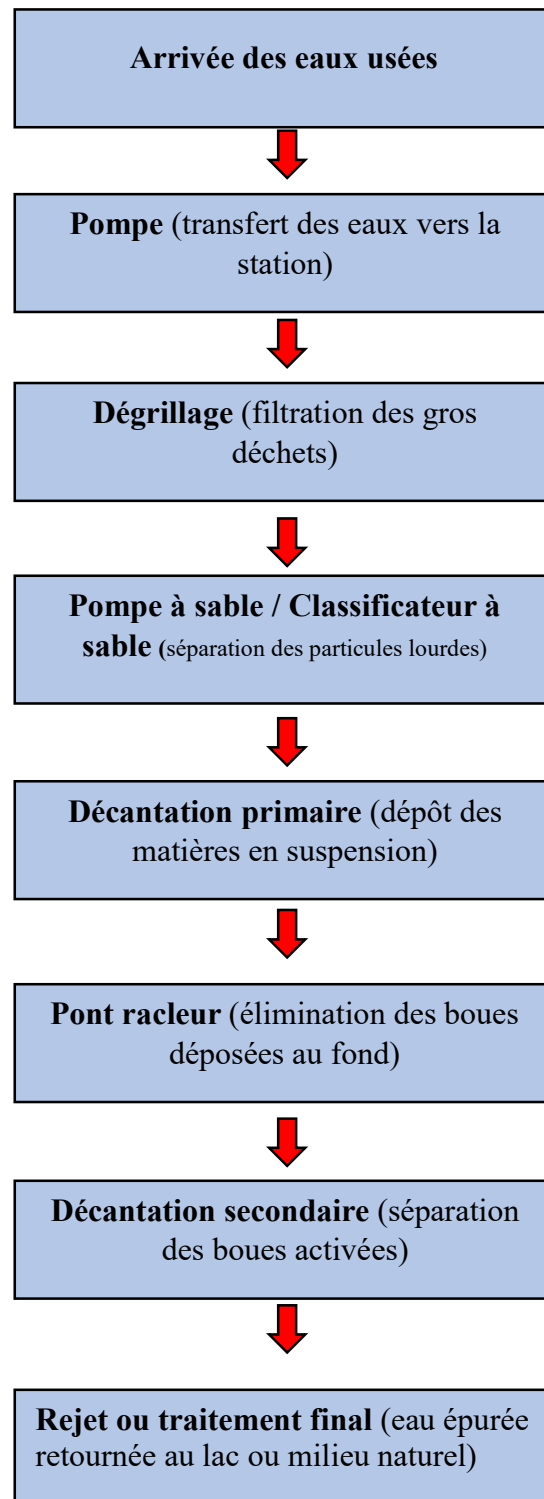 Arrivée des eaux usées
Pompe (transfert des eaux vers la
station)
Dégrillage (filtration des gros
déchets)
Pompe à sable / Classificateur à
sable (séparation des particules lourdes)
Décantation primaire (dépôt des
matières en suspension)
Pont racleur (élimination des boues
déposées au fond)
Décantation secondaire (séparation
des boues activées)
Rejet ou traitement final (eau épurée
retournée au lac ou milieu naturel)